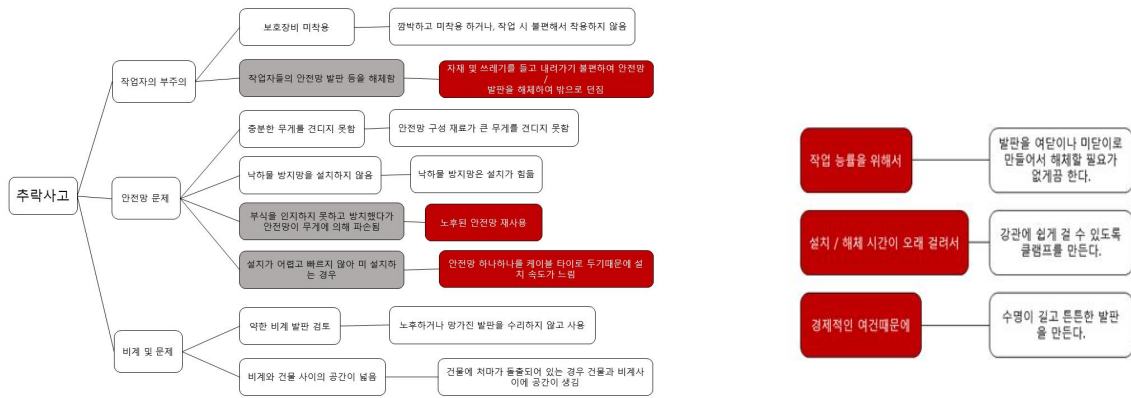 보호장비 미착용
깜박하고 미착용 하거나, 작업 시 불편해서 착용하지 않음
작업자의 부주의
작업자들의 안전망 발판 등을 해체함
자재 및 쓰레기를 들고 내려가기 불편하여 안전망
/
발판을 해체하여 밖으로 던짐
추락사고
안전망 문제
충분한 무게를 견디지 못함
안전망 구성 재료가 큰 무게를 견디지 못함
낙하물 방지망을 설치하지 않음
낙하물 방지망은 설치가 힘듦
부식을 인지하지 못하고 방치했다가
안전망이 무게에 의해 파손됨
노후된 안전망 재사용
설치가 어렵고 빠르지 않아 미 설치하
는 경우
안전망 하나하나를 케이블 타이로 두기때문에 설
치 속도가 느림
비계 및 문제
약한 비계 발판 검토
노후하거나 망가진 발판을 수리하지 않고 사용
비계와 건물 사이의 공간이 넓음
건물에 처마가 돌출되어 있는 경우 건물과 비계사
이에 공간이 생김
작업 능률을 위해서
발판을 여닫이나 미닫이로
만들어서 해체할 필요가
없게끔 한다.
설치 / 해체 시간이 오래 걸려서
강관에 쉽게 걸 수 있도록
클램프를 만든다.
경제적인 여건때문에
수명이 길고 튼튼한 발판
을 만든다.